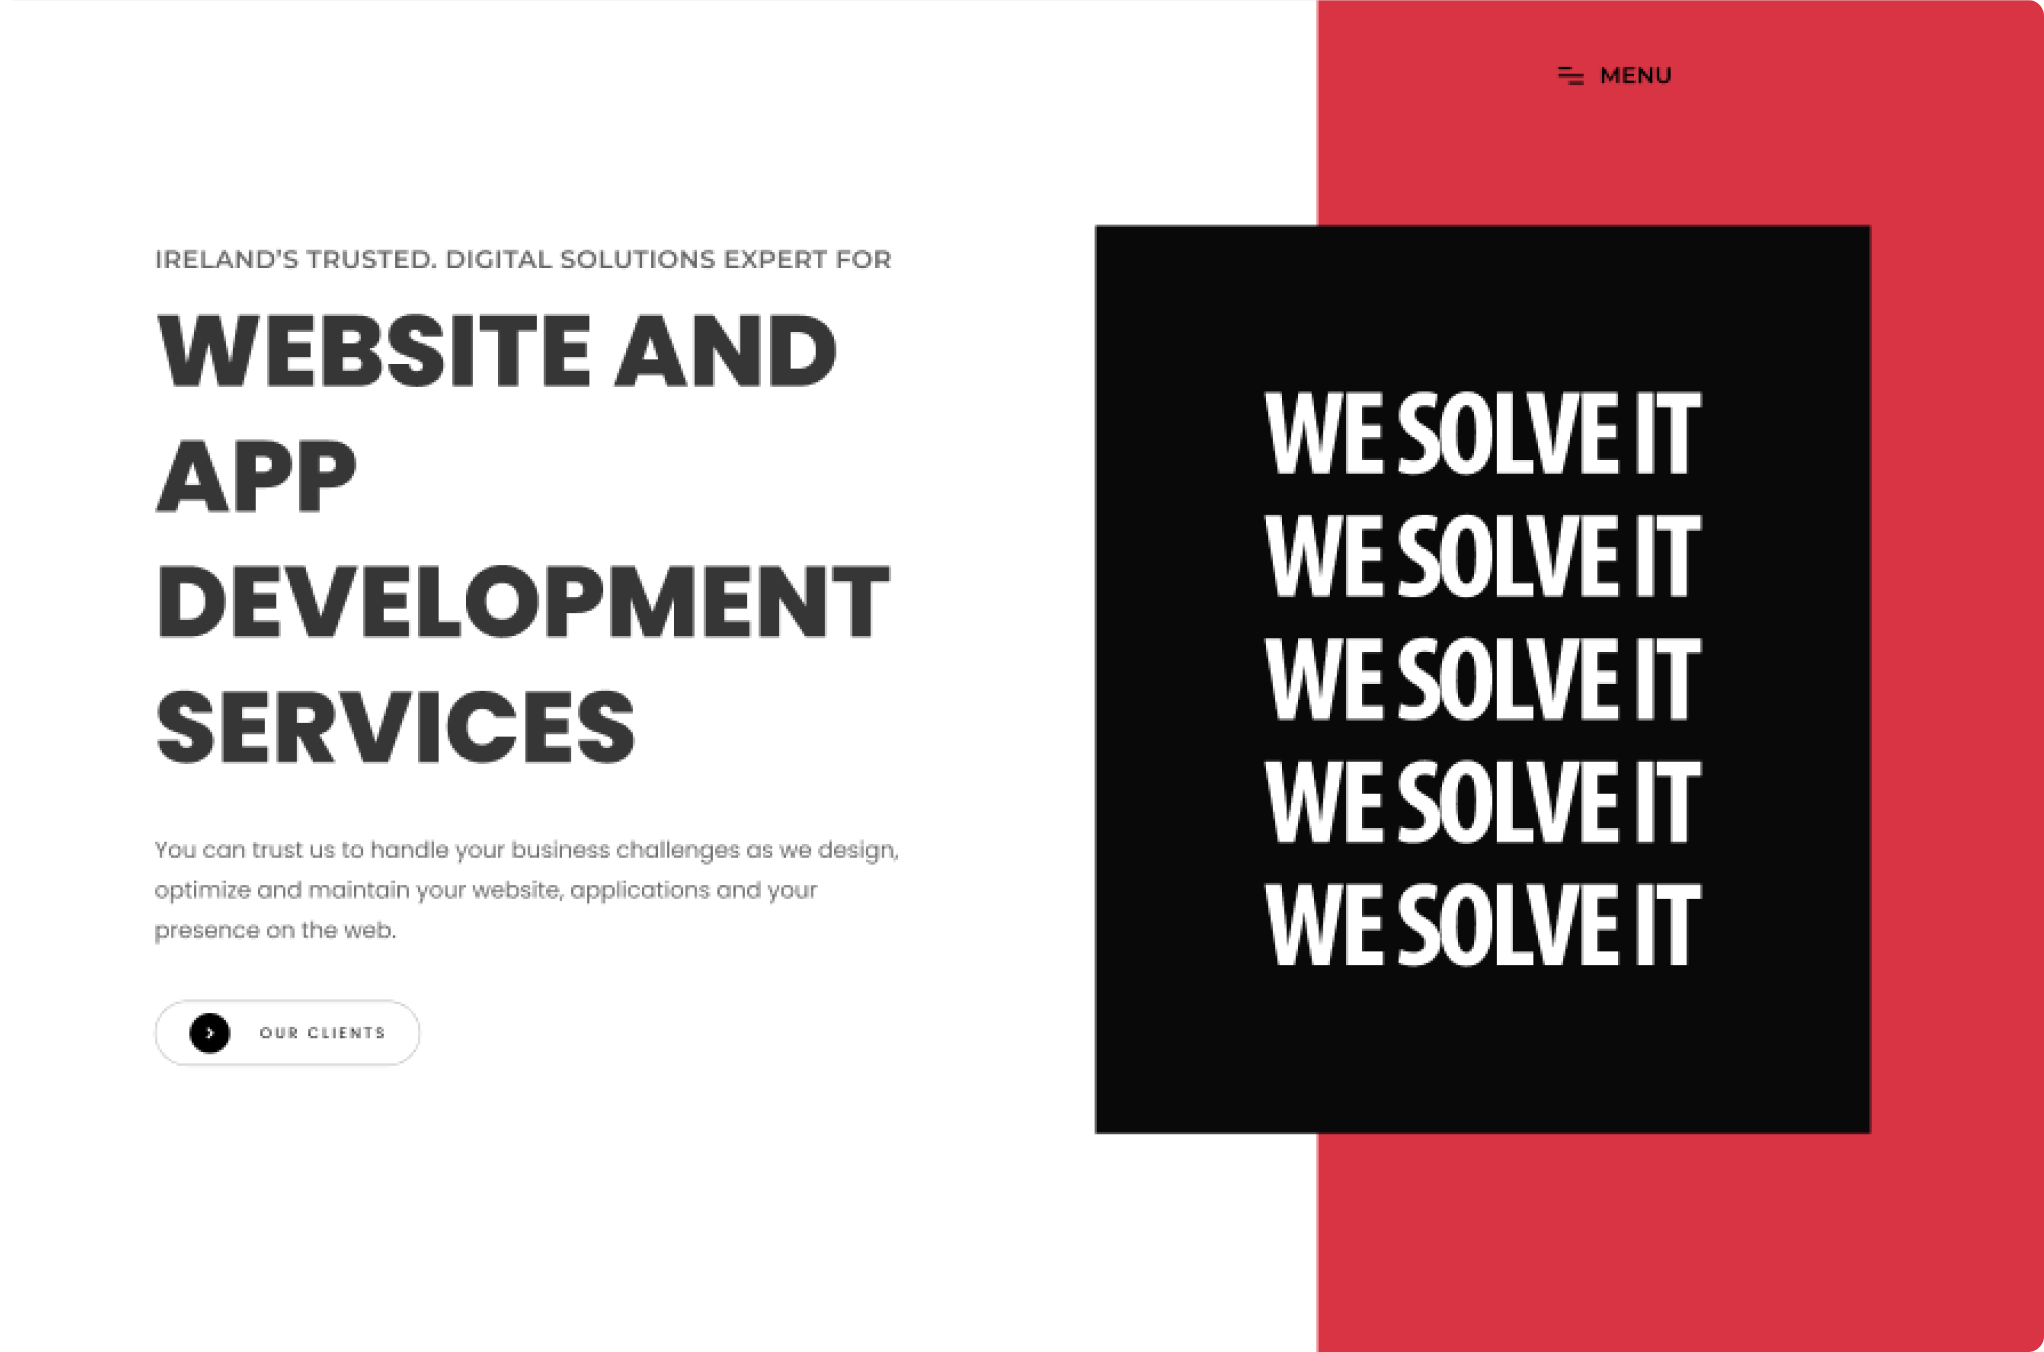 MENU
IRELAND'S TRUSTED. DIGITAL SOLUTIONS EXPERT FOR
WEBSITE AND
APP
DEVELOPMENT
SERVICES
You can trust us to handle your business challenges as we design,
optimize and maintain your website, applications and your
presence on the web.
OUR CLIENTS
WE SOLVE IT
WE SOLVE IT
WE SOLVE IT
WE SOLVE IT
WE SOLVE IT